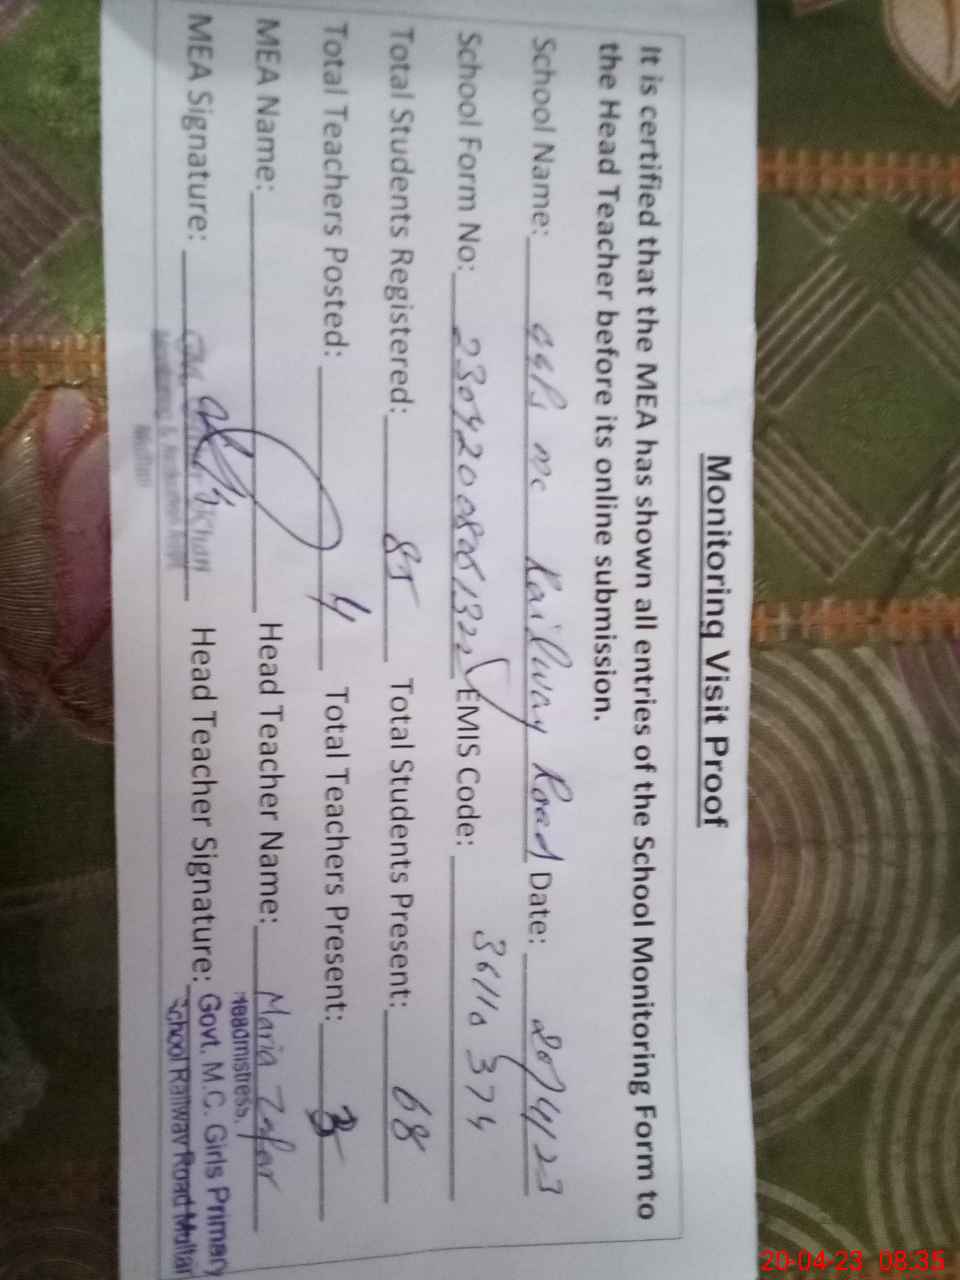 Monitoring Visit Proof
It is certified that the MEA has shown all entries of the School Monitoring Form to
the Head Teacher before its online submission.
School Name: GGPS MC Railway Road Date: 20/4/23
School Form No: EMIS Code: 36110374
Total Students Registered: 85 Total Students Present: 68
Total Teachers Posted: 4 Total Teachers Present: 3
MEA Name: Head Teacher Name: Maria Zafar
MEA Signature: Head Teacher Signature:
Headmistress.
Govt. M.C. Girls Primary
School Railway Road Multan
20-04-23 08:35